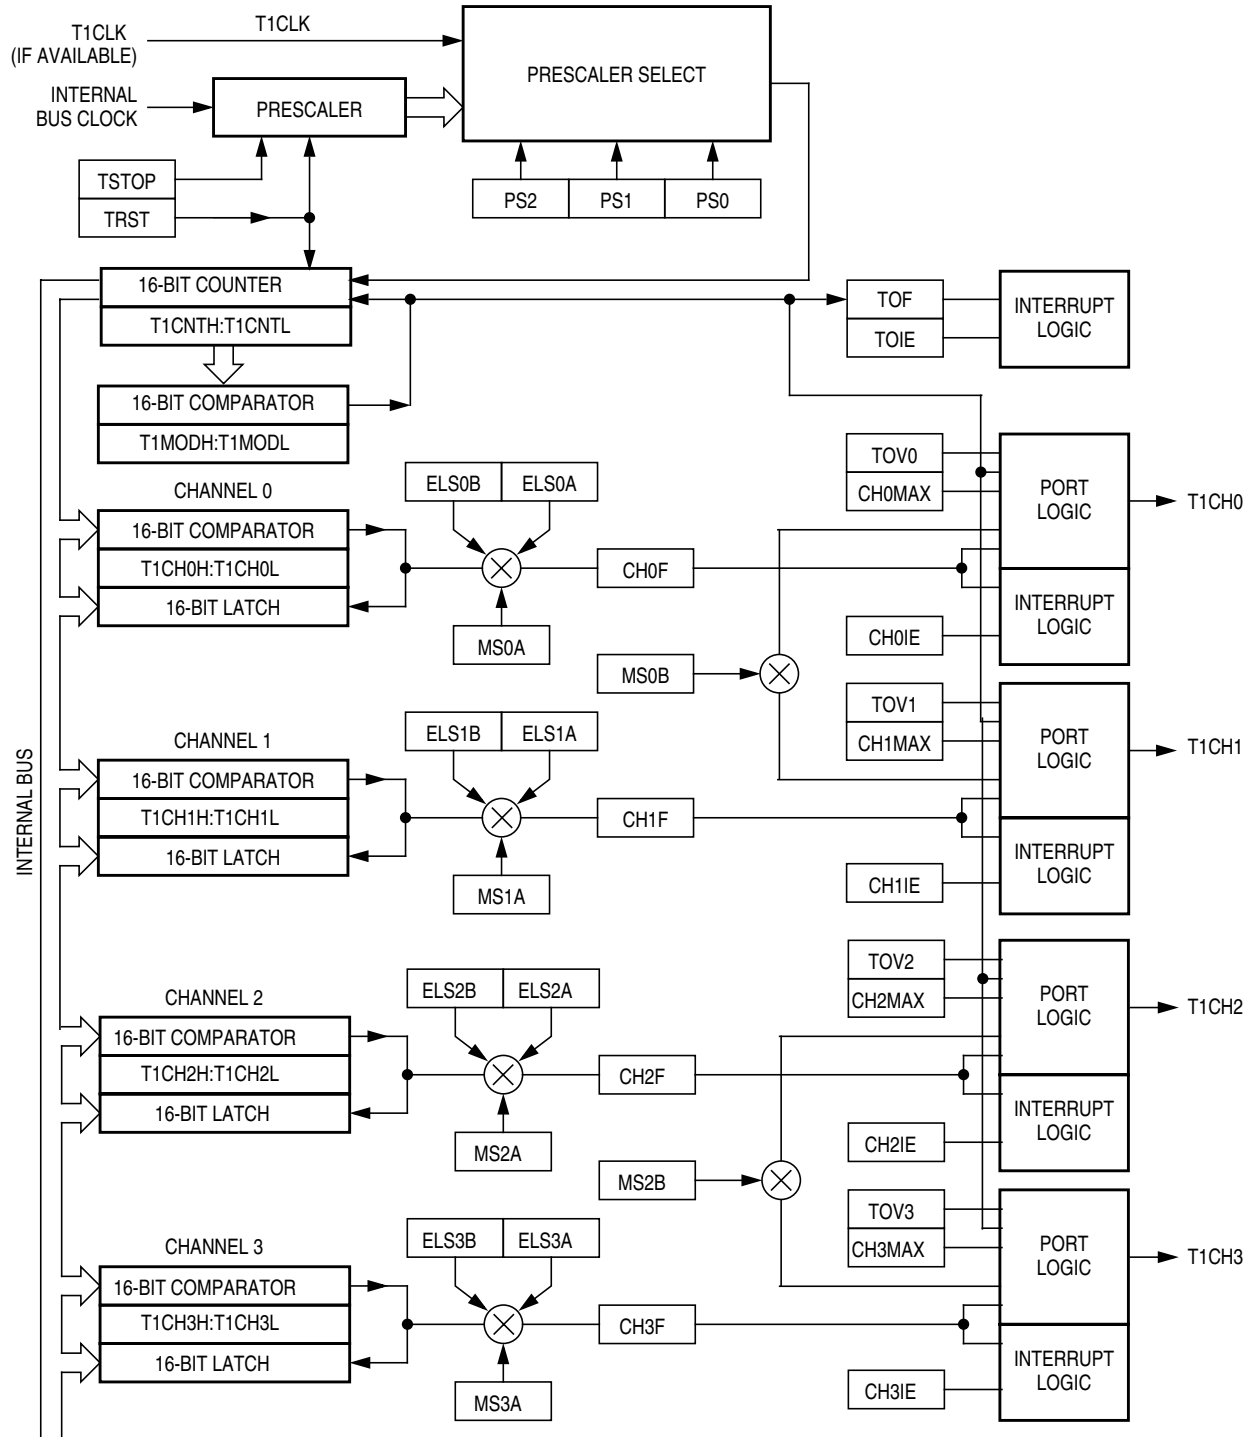 T1CLK
(IF AVAILABLE)
T1CLK
PRESCALER SELECT
INTERNAL
BUS CLOCK
PRESCALER
TSTOP
TRST
PS2
PS1
PS0
16-BIT COUNTER
T1CNTH:T1CNTL
TOF
TOIE
INTERRUPT
LOGIC
16-BIT COMPARATOR
T1MODH:T1MODL
CHANNEL 0
16-BIT COMPARATOR
T1CH0H:T1CH0L
16-BIT LATCH
ELS0B
ELS0A
MS0A
CH0F
TOV0
CH0MAX
PORT
LOGIC
T1CH0
INTERRUPT
LOGIC
CH0IE
MS0B
INTERNAL BUS
CHANNEL 1
16-BIT COMPARATOR
T1CH1H:T1CH1L
16-BIT LATCH
ELS1B
ELS1A
MS1A
CH1F
TOV1
CH1MAX
PORT
LOGIC
T1CH1
INTERRUPT
LOGIC
CH1IE
CHANNEL 2
16-BIT COMPARATOR
T1CH2H:T1CH2L
16-BIT LATCH
ELS2B
ELS2A
MS2A
CH2F
TOV2
CH2MAX
PORT
LOGIC
T1CH2
INTERRUPT
LOGIC
CH2IE
MS2B
CHANNEL 3
16-BIT COMPARATOR
T1CH3H:T1CH3L
16-BIT LATCH
ELS3B
ELS3A
MS3A
CH3F
TOV3
CH3MAX
PORT
LOGIC
T1CH3
INTERRUPT
LOGIC
CH3IE